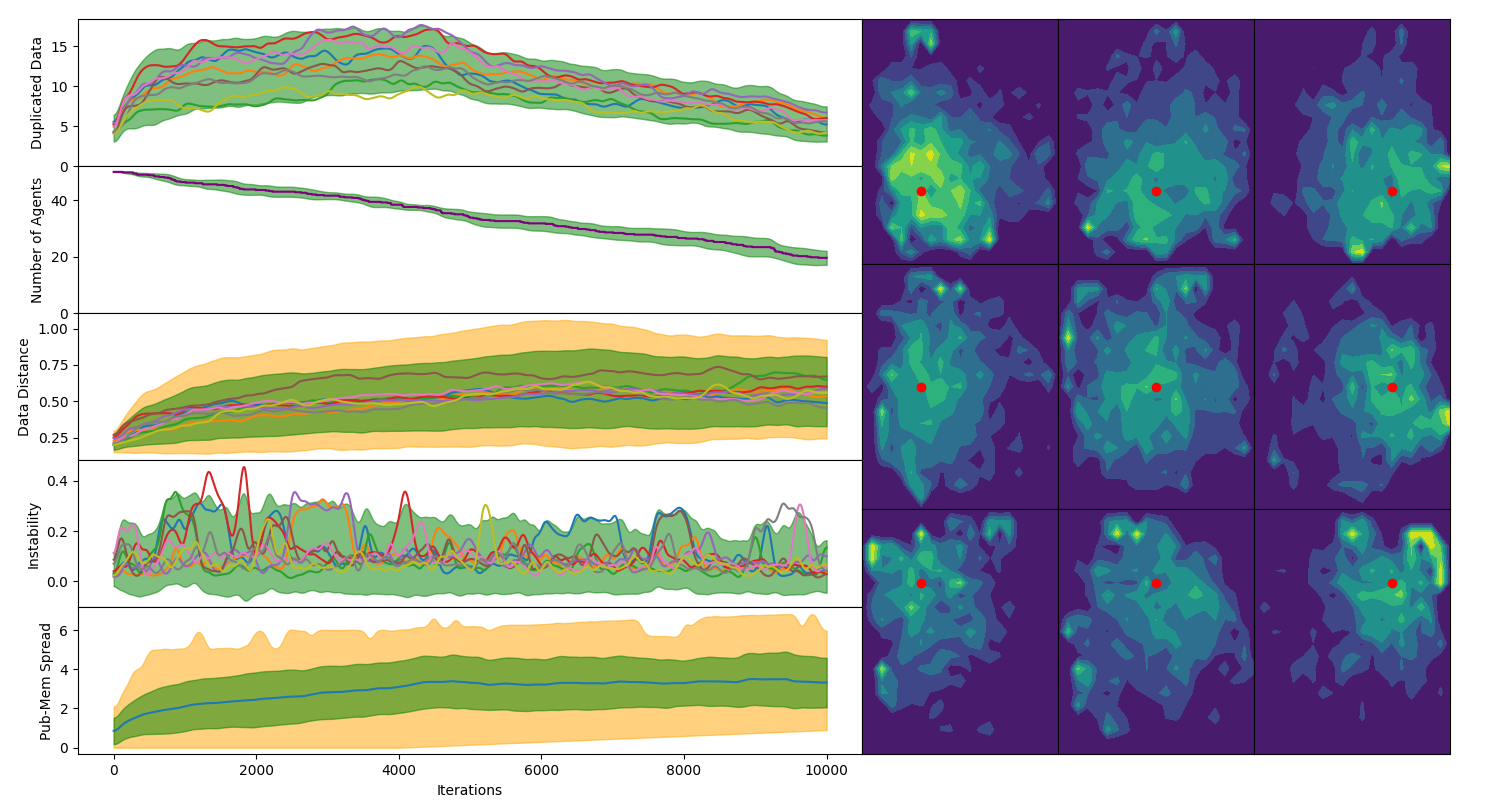 Duplicated Data
15
10
5
0
Number of Agents
40
20
0
Data Distance
1.00
0.75
0.50
0.25
Instability
0.4
0.2
0.0
Pub-Mem Spread
6
4
2
0
0 2000 4000 6000 8000 10000
Iterations